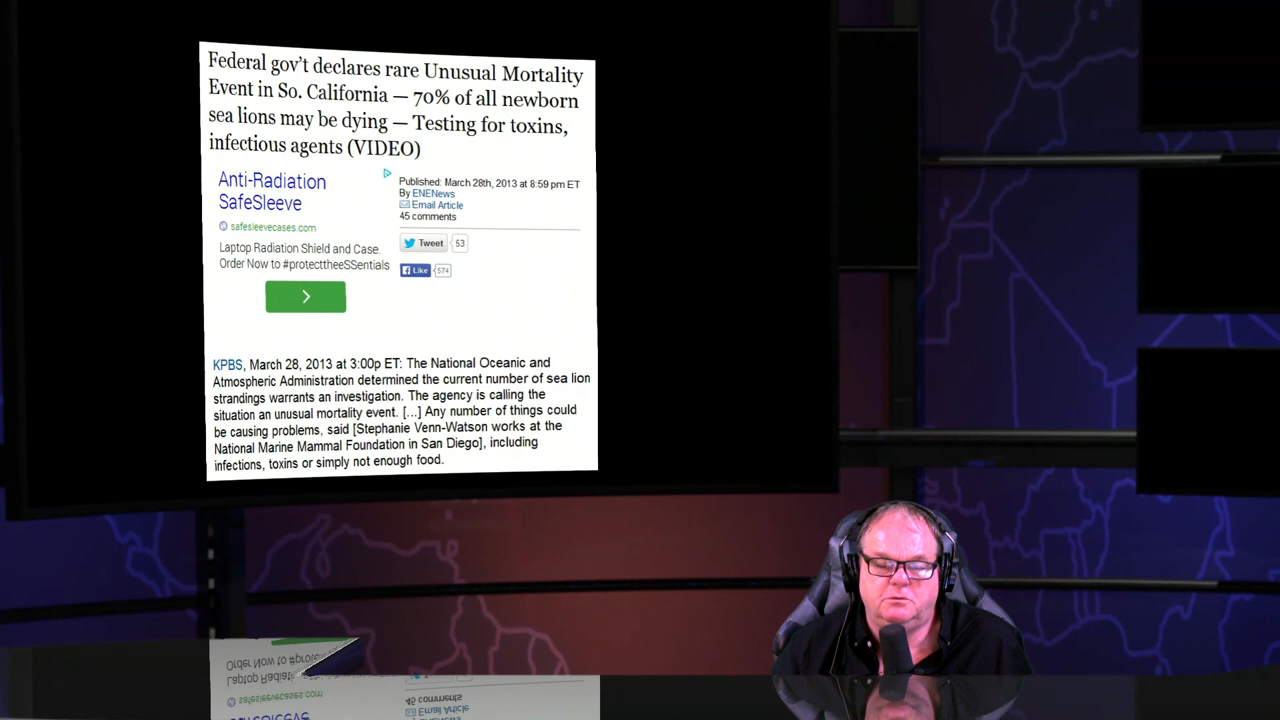 Federal gov't declares rare Unusual Mortality
Event in So. California — 70% of all newborn
sea lions may be dying — Testing for toxins,
infectious agents (VIDEO)
Anti-Radiation
SafeSleeve
safesleevecases.com
Laptop Radiation Shield and Case.
Order Now to #protecttheeSSentials
Published: March 28th, 2013 at 8:59 pm ET
By ENENews
Email Article
45 comments
Tweet 53
Like 574
KPBS, March 28, 2013 at 3:00p ET: The National Oceanic and
Atmospheric Administration determined the current number of sea lion
strandings warrants an investigation. The agency is calling the
situation an unusual mortality event. [...] Any number of things could
be causing problems, said [Stephanie Venn-Watson works at the
National Marine Mammal Foundation in San Diego], including
infections, toxins or simply not enough food.